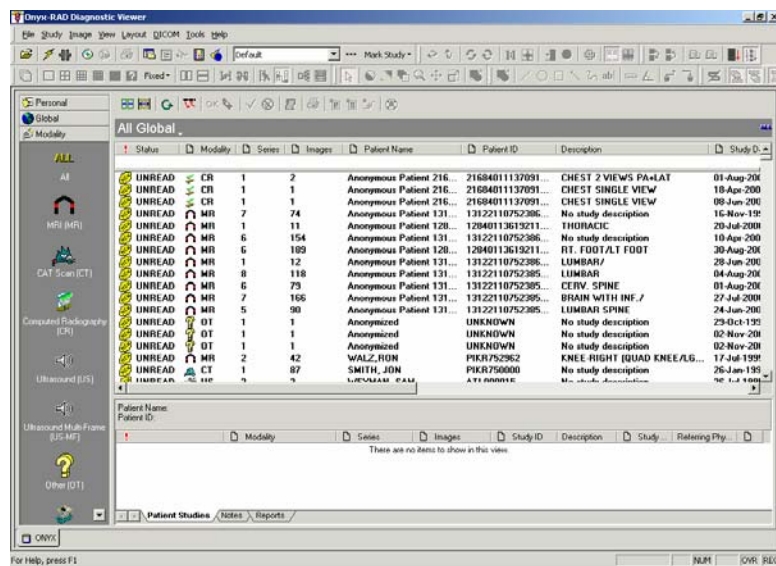 Onyx-RAD Diagnostic Viewer
File Study Image View Layout DICOM Tools Help
Default Mark Study
Fixed
Personal
Global
Modality
All Global
ALL
All
MRI (MR)
CAT Scan (CT)
Computed Radiography (CR)
Ultrasound (US)
Ultrasound Multi-Frame (US-MF)
Other (OT)
! Status Modality Series Images Patient Name Patient ID Description Study D
UNREAD CR 1 2 Anonymous Patient 216... 21684011137091... CHEST 2 VIEWS PA+LAT 01-Aug-200
UNREAD CR 1 1 Anonymous Patient 216... 21684011137091... CHEST SINGLE VIEW 18-Apr-200
UNREAD CR 1 1 Anonymous Patient 216... 21684011137091... CHEST SINGLE VIEW 08-Jun-200
UNREAD MR 7 74 Anonymous Patient 131... 13122110752386... No study description 16-Nov-199
UNREAD MR 1 11 Anonymous Patient 128... 12840113619211... THORACIC 20-Jul-200
UNREAD MR 6 154 Anonymous Patient 131... 13122110752386... No study description 10-Apr-200
UNREAD MR 6 189 Anonymous Patient 128... 12840113619211... RT. FOOT/LT FOOT 30-Aug-200
UNREAD MR 1 12 Anonymous Patient 131... 13122110752386... LUMBAR/ 28-Jun-200
UNREAD MR 8 118 Anonymous Patient 131... 13122110752385... LUMBAR 04-Aug-200
UNREAD MR 6 79 Anonymous Patient 131... 13122110752385... CERV. SPINE 01-Aug-200
UNREAD MR 7 166 Anonymous Patient 131... 13122110752385... BRAIN WITH INF./ 27-Jul-200
UNREAD MR 5 90 Anonymous Patient 131... 13122110752385... LUMBAR SPINE 24-Jun-200
UNREAD OT 1 1 Anonymized UNKNOWN No study description 29-Oct-199
UNREAD OT 1 1 Anonymized UNKNOWN No study description 02-Nov-200
UNREAD OT 1 1 Anonymized UNKNOWN No study description 02-Nov-200
UNREAD MR 2 42 WALZ,RON PIKR752962 KNEE-RIGHT (QUAD KNEE/LG... 17-Jul-199
UNREAD CT 1 87 SMITH, JON PIKR750000 No study description 26-Jan-199
UNREAD US WEYMAN, SAM ATL000015 No study description
Patient Name:
Patient ID:
! Modality Series Images Study ID Description Study... Referring Phy...
There are no items to show in this view.
Patient Studies Notes Reports
ONYX
For Help, press F1
NUM OVR REC